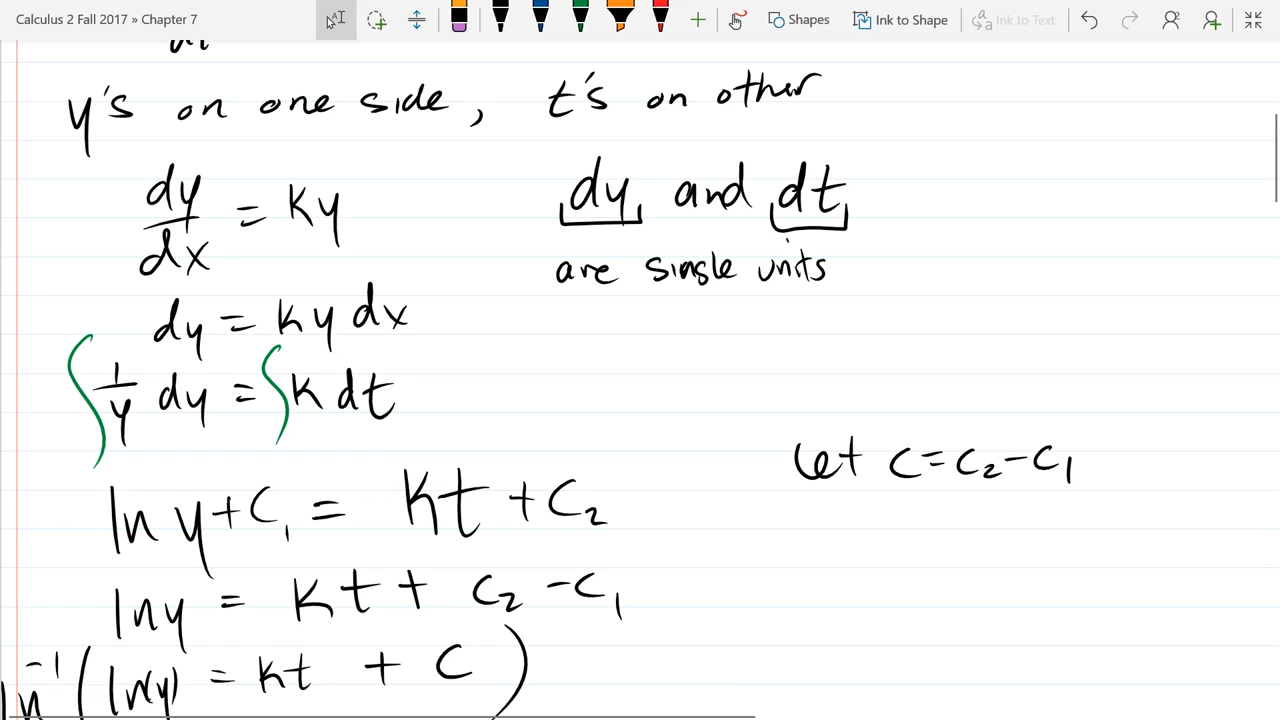 Calculus 2 Fall 2017 » Chapter 7
Shapes Ink to Shape Ink to Text
y's on one side, t's on other
dy/dx = ky
dy and dt
are single units
dy = ky dx
∫ 1/y dy = ∫ k dt
let c = c₂ - c₁
ln y + c₁ = kt + c₂
ln y = kt + c₂ - c₁
ln⁻¹ ( ln(y) = kt + c )